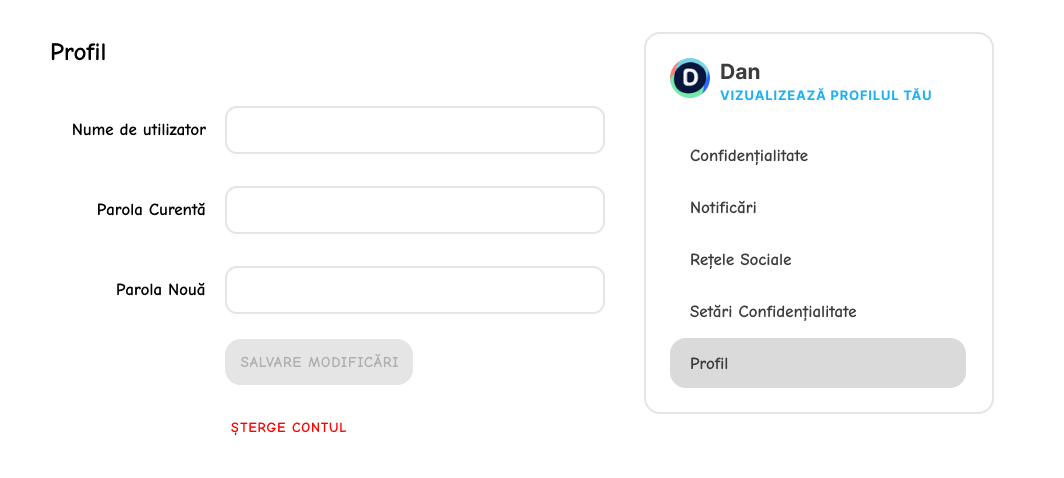 Profil
Nume de utilizator
Parola Curentă
Parola Nouă
SALVARE MODIFICĂRI
ȘTERGE CONTUL
D
Dan
VIZUALIZEAZĂ PROFILUL TĂU
Confidențialitate
Notificări
Rețele Sociale
Setări Confidențialitate
Profil